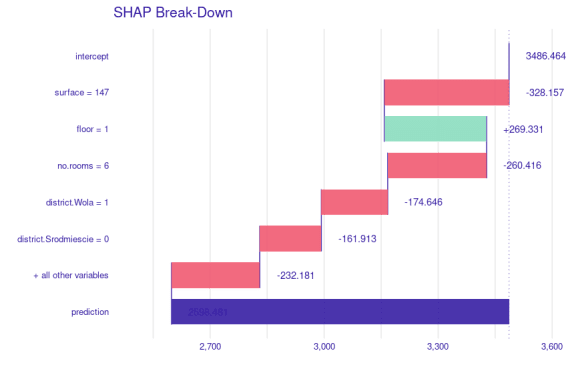 SHAP Break-Down
intercept 3486.464
surface = 147 -328.157
floor = 1 +269.331
no.rooms = 6 -260.416
district.Wola = 1 -174.646
district.Srodmiescie = 0 -161.913
+ all other variables -232.181
prediction 2598.481
2,700 3,000 3,300 3,600